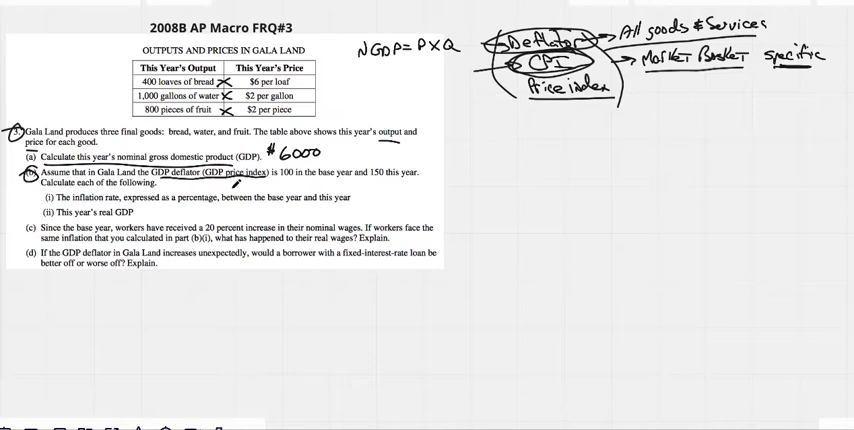 2008B AP Macro FRQ#3
OUTPUTS AND PRICES IN GALA LAND
This Year's Output This Year's Price
400 loaves of bread $6 per loaf
1,000 gallons of water $2 per gallon
800 pieces of fruit $2 per piece
3. Gala Land produces three final goods: bread, water, and fruit. The table above shows this year's output and
price for each good.
(a) Calculate this year's nominal gross domestic product (GDP). $6000
(b) Assume that in Gala Land the GDP deflator (GDP price index) is 100 in the base year and 150 this year.
Calculate each of the following.
(i) The inflation rate, expressed as a percentage, between the base year and this year
(ii) This year's real GDP
(c) Since the base year, workers have received a 20 percent increase in their nominal wages. If workers face the
same inflation that you calculated in part (b)(i), what has happened to their real wages? Explain.
(d) If the GDP deflator in Gala Land increases unexpectedly, would a borrower with a fixed-interest-rate loan be
better off or worse off? Explain.
NGDP = P X Q
Deflator → All goods & Services
CPI → Market Basket specific
Price index